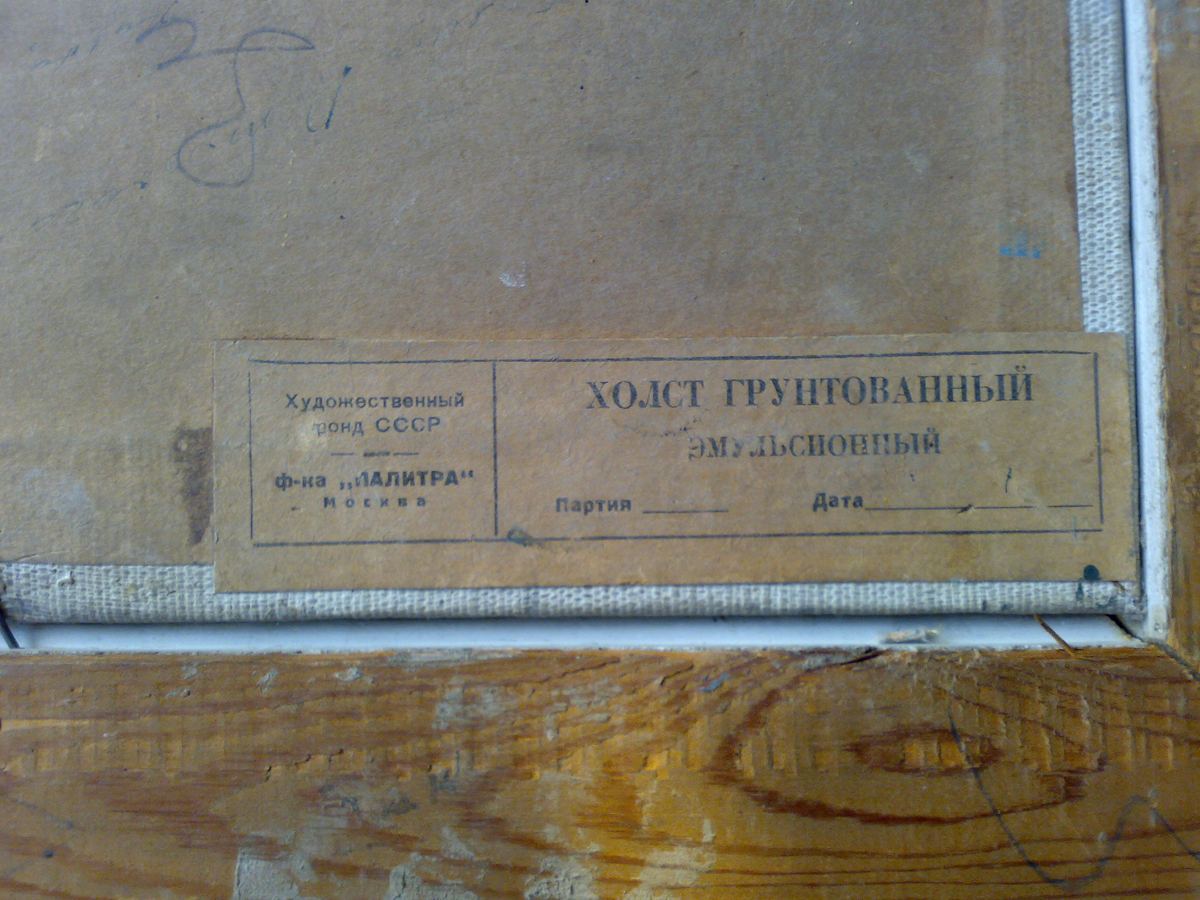 Художественный
фонд СССР
ф-ка „ПАЛИТРА“
Москва
ХОЛСТ ГРУНТОВАННЫЙ
ЭМУЛЬСИОННЫЙ
Партия Дата